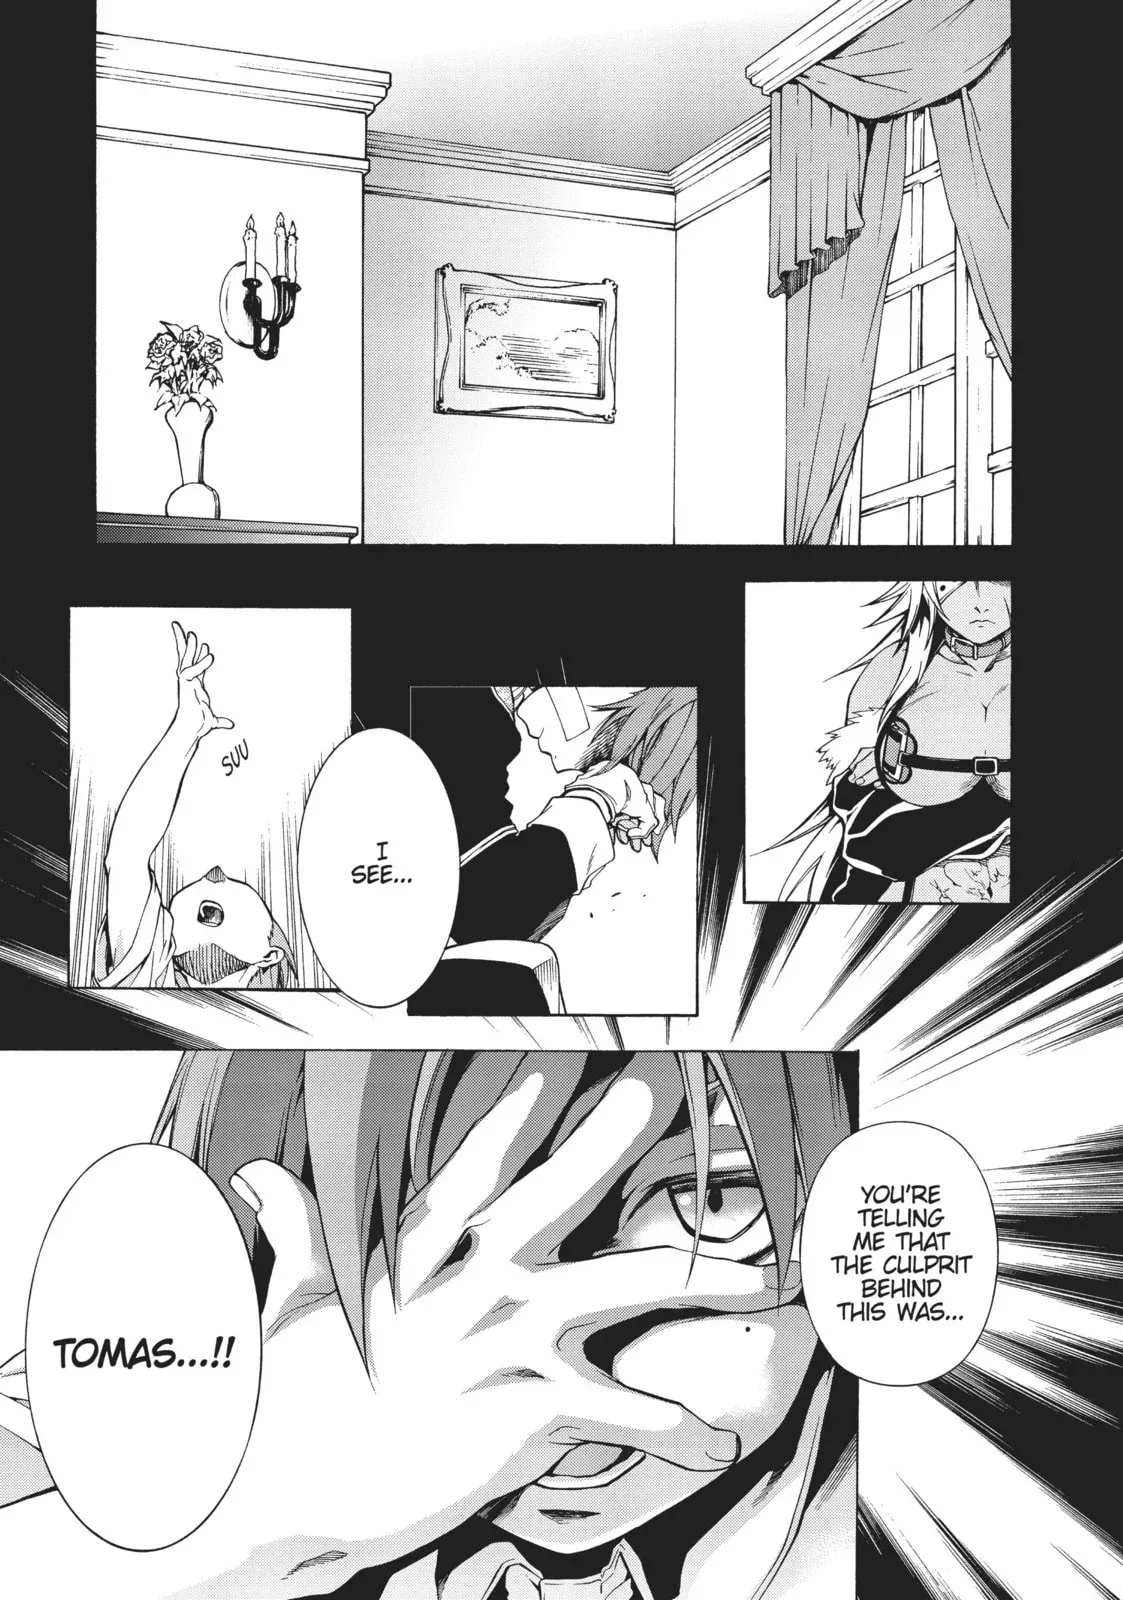 I
SEE...
SUU
YOU'RE
TELLING
ME THAT
THE CULPRIT
BEHIND
THIS WAS...
TOMAS...!!